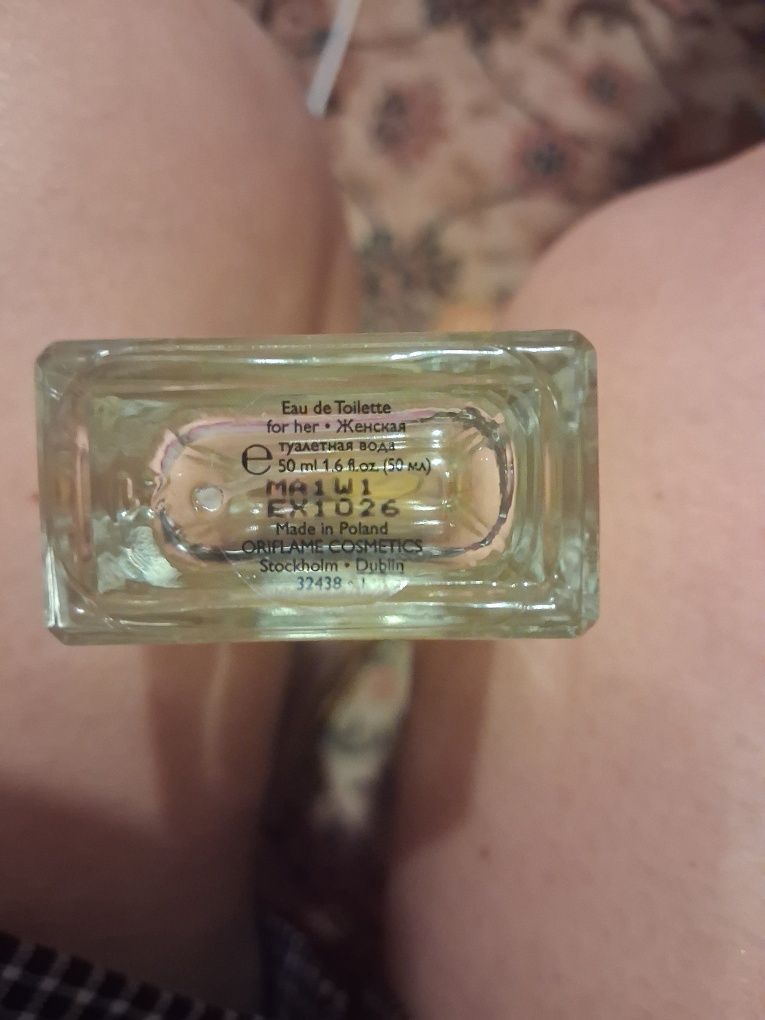 Eau de Toilette
for her • Женская
туалетная вода
℮ 50 ml 1.6 fl.oz. (50 мл)
MA1W1
EX1026
Made in Poland
ORIFLAME COSMETICS
Stockholm • Dublin
32438